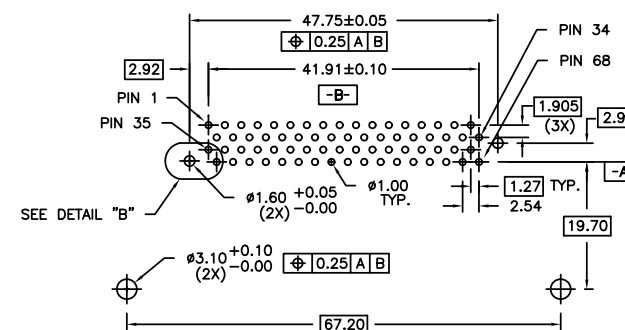 47.75±0.05
⌖ 0.25 A B
PIN 34
2.92
41.91±0.10
PIN 68
-B-
PIN 1
1.905
(3X)
2.9
PIN 35
-A
ø1.60 +0.05 -0.00
(2X)
ø1.00
TYP.
1.27 TYP.
2.54
SEE DETAIL "B"
19.70
ø3.10 +0.10 -0.00
(2X)
⌖ 0.25 A B
67.20